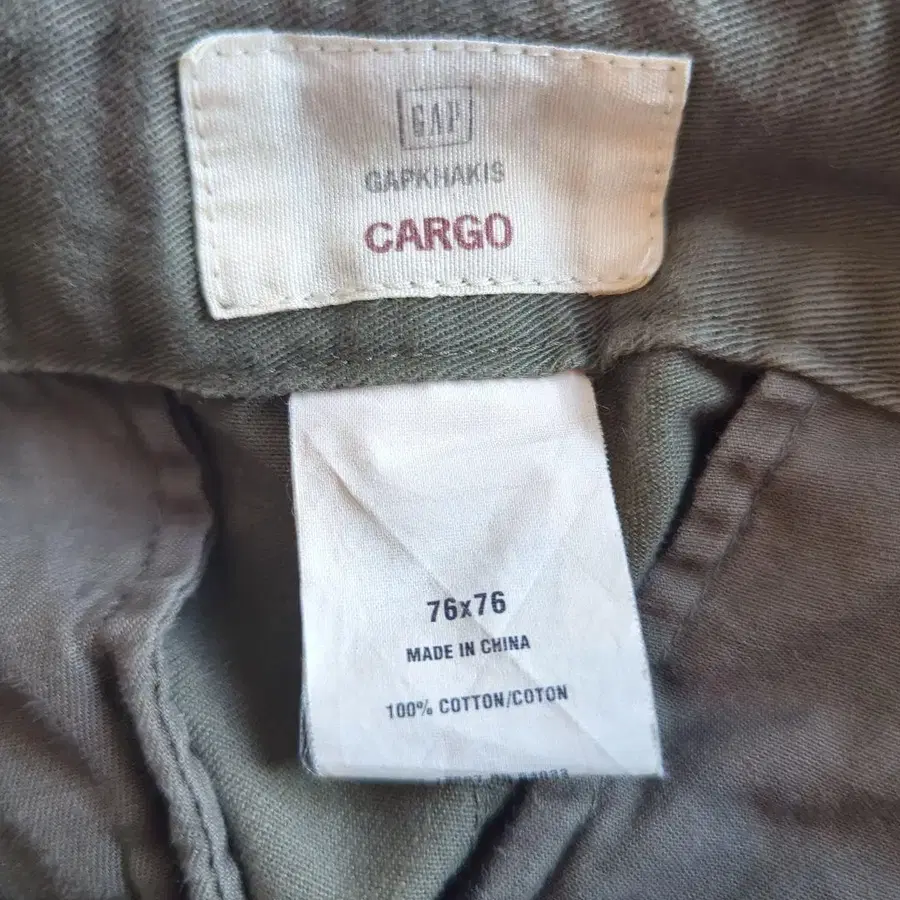 GAP
GAPKHAKIS
CARGO
76x76
MADE IN CHINA
100% COTTON/COTON